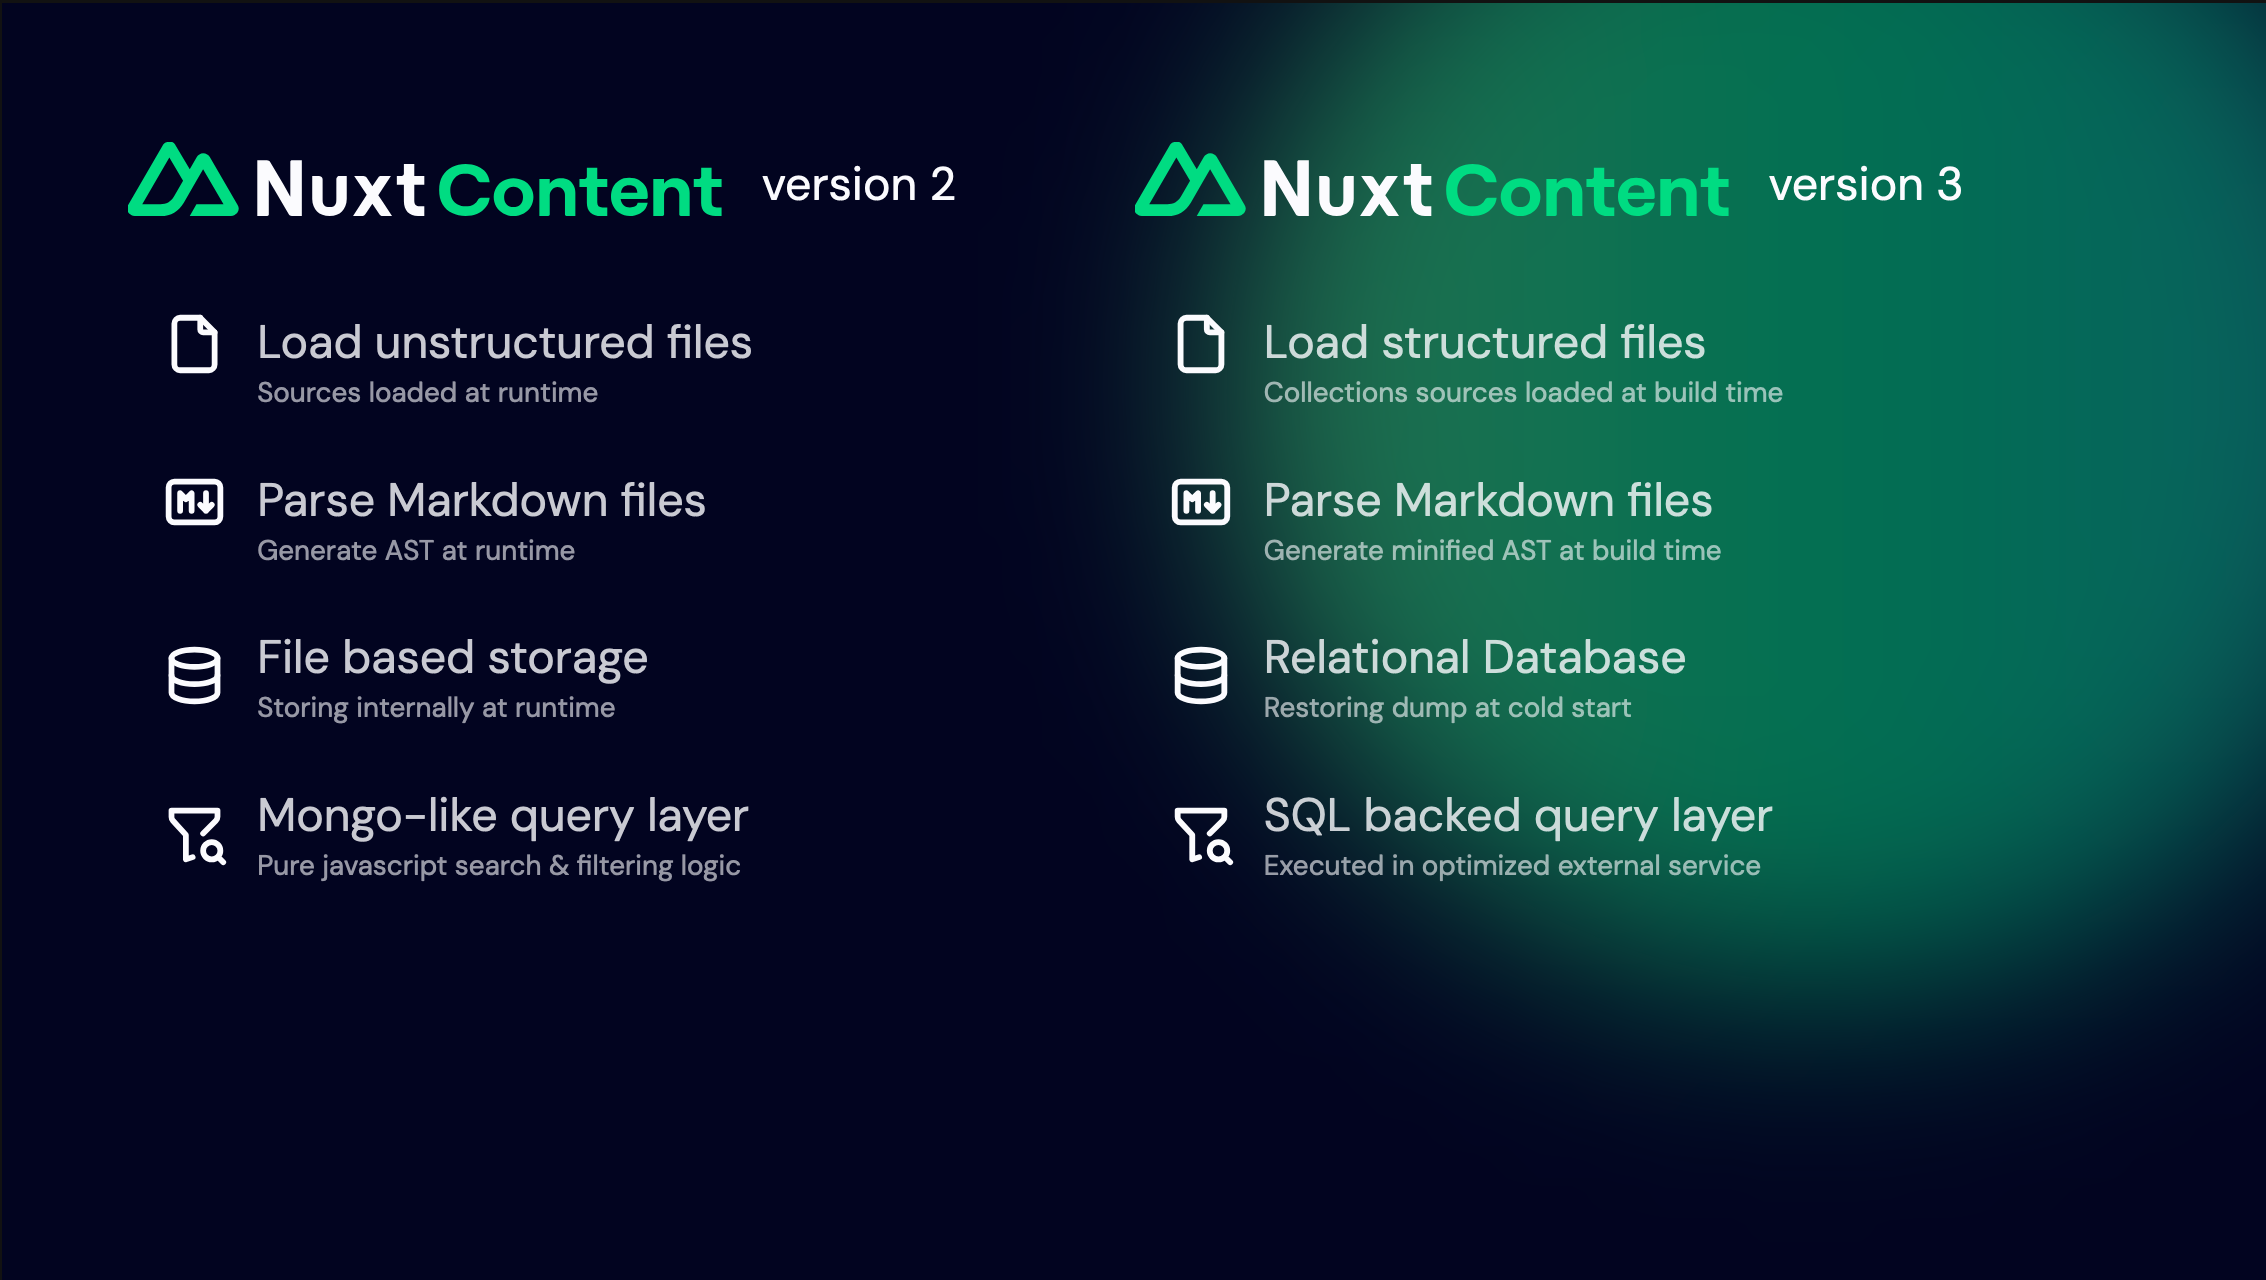 Nuxt Content version 2
Load unstructured files
Sources loaded at runtime
Parse Markdown files
Generate AST at runtime
File based storage
Storing internally at runtime
Mongo-like query layer
Pure javascript search & filtering logic
Nuxt Content version 3
Load structured files
Collections sources loaded at build time
Parse Markdown files
Generate minified AST at build time
Relational Database
Restoring dump at cold start
SQL backed query layer
Executed in optimized external service